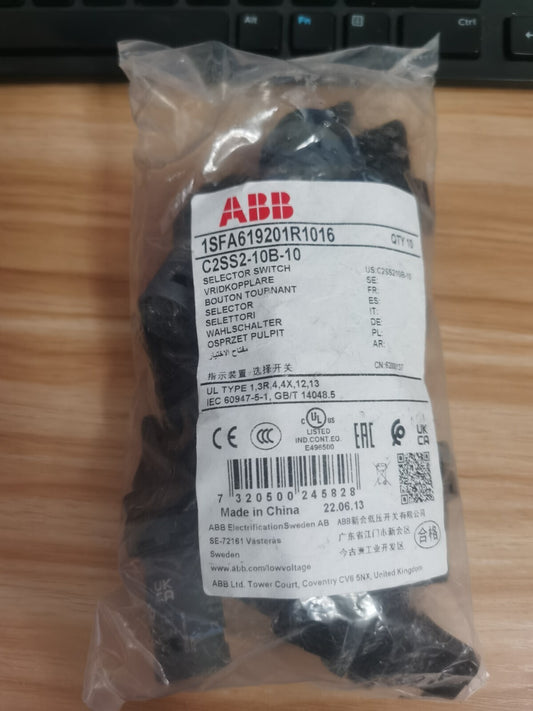 Alt
Fn
Ctrl
ABB
1SFA619201R1016
QTY 10
C2SS2-10B-10
SELECTOR SWITCH
US:C2SS210B-10
VRIDKOPPLARE
SE:
BOUTON TOURNANT
FR:
SELECTOR
ES:
SELETTORI
IT:
WAHLSCHALTER
DE:
OSPRZET PULPIT
PL:
مفتاح الاختيار
AR:
指示装置:选择开关
UL TYPE 1,3R,4,4X,12,13
IEC 60947-5-1, GB/T 14048.5
CE
CCC
C UL US
LISTED
IND.CONT.EQ.
E496500
EAC
UK
CA
7 320500 245828
Made in China 22.06.13
ABB ElectrificationSweden AB
ABB新会低压开关有限公司
SE-72161 Västerås
广东省江门市新会区
Sweden
今古洲工业开发区
合格
www.abb.com/lowvoltage
ABB Ltd. Tower Court, Coventry CV6 5NX, United Kingdom
UK
CA